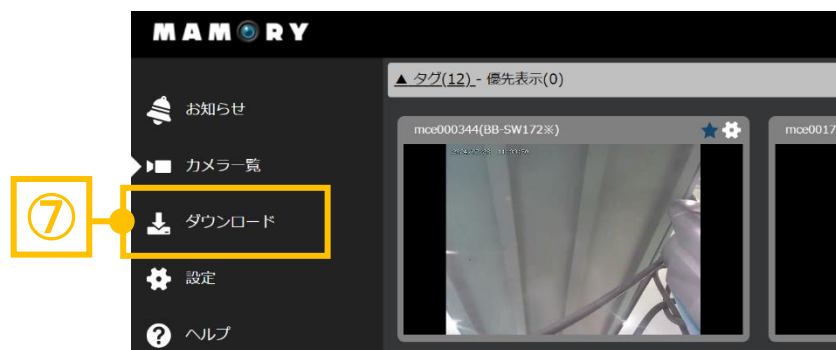 MAMORY
▲ タグ(12) - 優先表示(0)
お知らせ
mce000344(BB-SW172※)
mce0017
カメラ一覧
⑦
ダウンロード
設定
ヘルプ